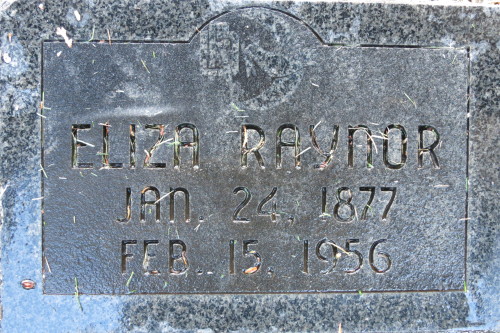 ELIZA RAYNOR
JAN. 24, 1877
FEB. 15, 1956